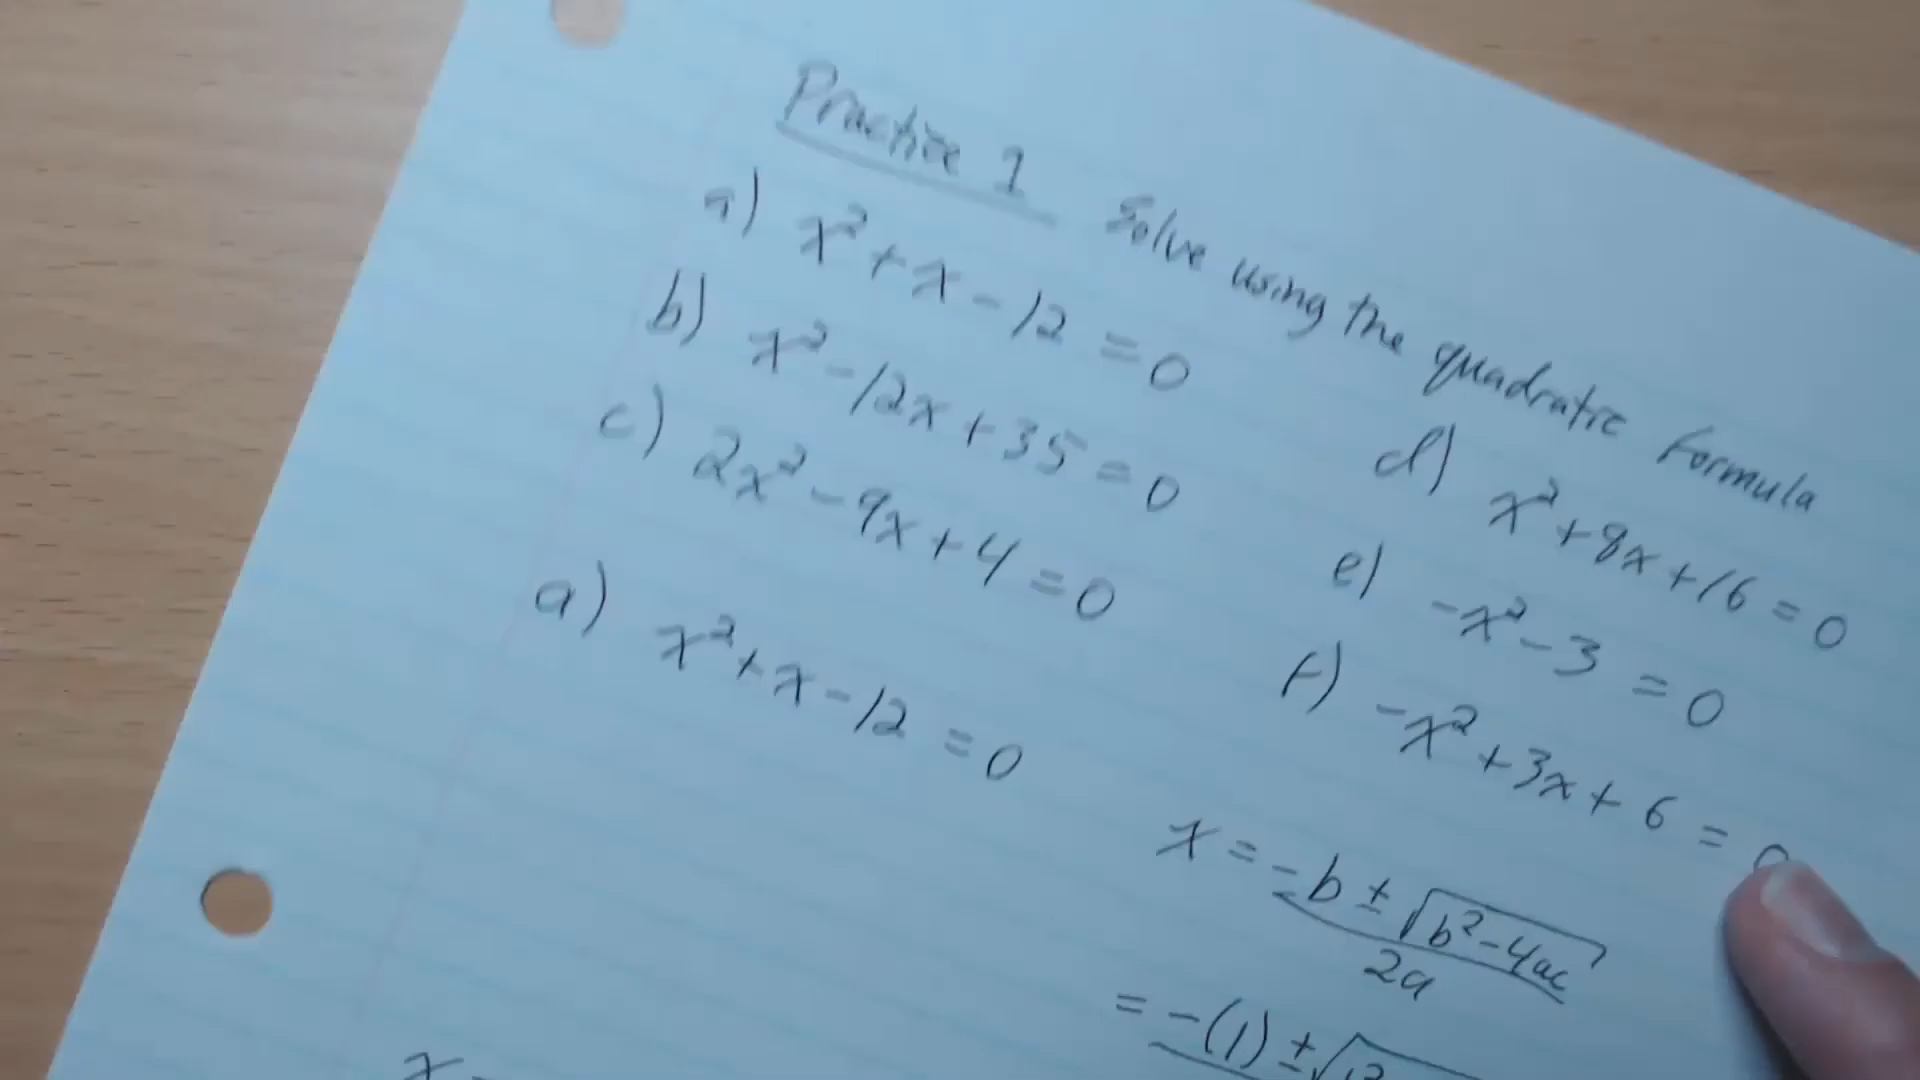 Practice 1 Solve using the quadratic formula
a) x² + x - 12 = 0
b) x² - 12x + 35 = 0
c) 2x² - 9x + 4 = 0
d) x² + 8x + 16 = 0
e) -x² - 3 = 0
f) -x² + 3x + 6 = 0
a) x² + x - 12 = 0
x = -b ± √b² - 4ac
2a
= -(1) ± √
x